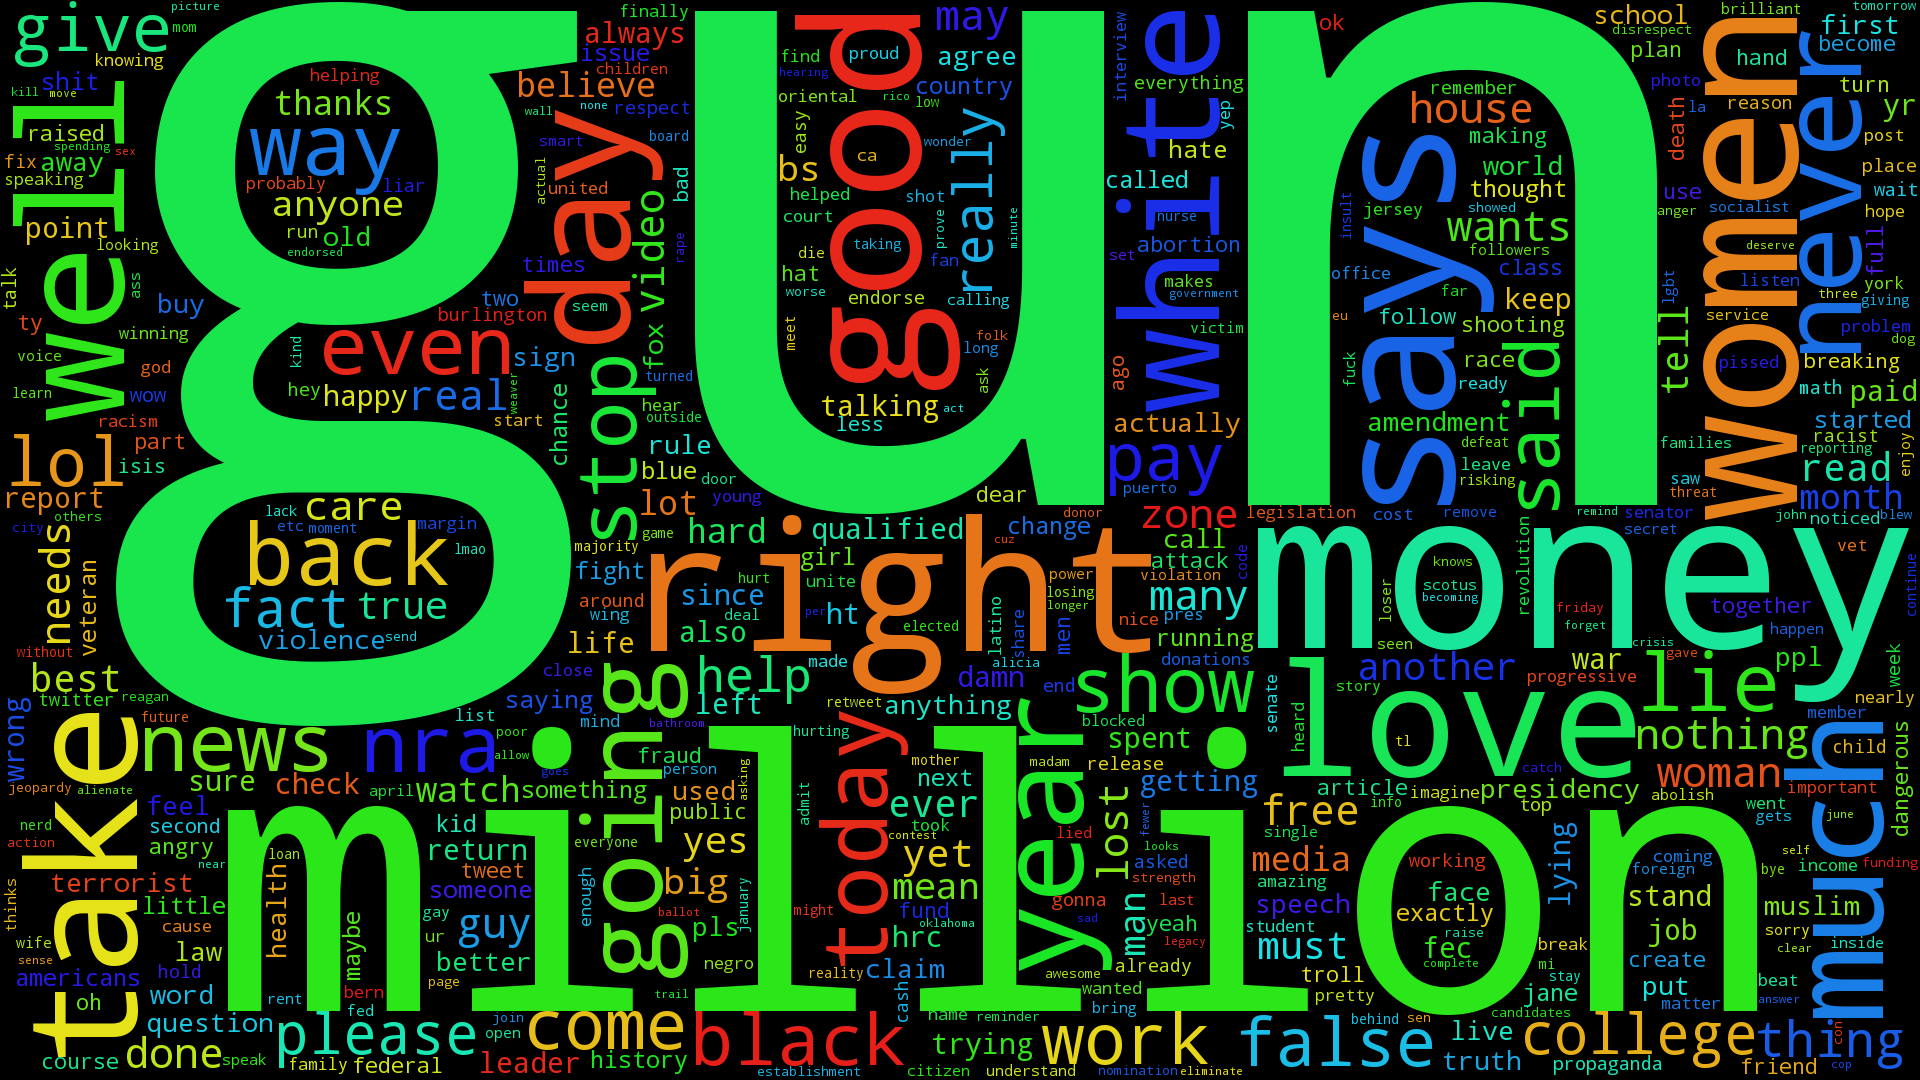 gun
million
money
right
good
white
says
women
never
well
give
way
day
even
back
fact
true
care
violence
send
margin
lmao
lack
etc
moment
picture
mom
knowing
shit
kill
move
raised
spending
sex
fix
away
speaking
point
looking
talk
ass
buy
ty
winning
voice
god
learn
wow
racism
lol
part
isis
report
city
others
needs
veteran
without
best
twitter
reagan
wrong
future
helping
thanks
probably
liar
anyone
run
old
endorsed
finally
always
issue
children
believe
wall
none
respect
smart
board
actual
united
video
bad
rape
times
two
burlington
seem
fox
sign
kind
hey
happy
real
weaver
start
chance
stop
turned
hear
outside
rule
blue
door
lot
young
game
hard
majority
fight
around
wing
life
since
hurt
deal
also
find
proud
hearing
oriental
rico
low
easy
ca
wonder
bs
helped
court
shot
die
taking
prove
fan
hat
worse
endorse
calling
meet
folk
long
talking
act
less
ask
really
minute
may
agree
country
interview
everything
ok
yep
hate
called
nurse
abortion
set
makes
government
victim
ago
actually
dear
pay
puerto
qualified
change
donor
cuz
zone
call
attack
legislation
girl
unite
per
ht
elected
power
losing
longer
violation
code
latino
share
men
many
nice
pres
running
alicia
made
damn
end
donations
show
help
left
retweet
anything
remember
house
making
world
thought
jersey
showed
wants
followers
insult
office
class
far
keep
follow
shooting
eu
race
ready
fuck
amendment
defeat
leave
risking
said
cost
remove
remind
school
disrespect
plan
brilliant
tomorrow
first
become
hand
photo
la
reason
turn
yr
death
post
place
use
wait
anger
socialist
hope
deserve
full
lgbt
listen
york
three
giving
tell
service
problem
dog
pissed
breaking
math
paid
started
families
racist
reporting
enjoy
saw
threat
read
month
senator
secret
john
noticed
blew
vet
revolution
knows
loser
scotus
becoming
friday
forget
together
happen
continue
seen
crisis
gave
another
war
progressive
lie
ppl
week
nearly
story
love
senate
heard
member
nothing
tl
child
woman
important
dangerous
much
take
news
nra
going
saying
close
mind
list
poor
allow
bathroom
hurting
goes
fraud
person
sure
check
april
watch
something
used
public
asking
admit
today
year
blocked
spent
madam
release
mother
next
ever
took
contest
getting
lost
catch
article
imagine
presidency
info
top
abolish
went
gets
june
jeopardy
alienate
feel
nerd
action
second
angry
near
kid
return
tweet
someone
everyone
yes
yet
lied
fewer
looks
free
single
media
asked
strength
amazing
loan
terrorist
little
thinks
cause
health
gay
guy
enough
big
ballot
january
might
mean
fund
oklahoma
hrc
gonna
last
speech
working
face
exactly
raise
fec
complete
lying
coming
foreign
stand
self
bye
income
funding
muslim
wife
sense
law
maybe
ur
pls
negro
sad
man
yeah
legacy
student
must
job
sorry
clear
inside
americans
hold
better
reality
claim
awesome
already
troll
break
mi
stay
create
beat
oh
word
rent
bern
fed
page
trail
cash
wanted
bring
pretty
jane
put
matter
answer
question
please
join
open
come
black
name
reminder
work
false
behind
sen
live
candidates
college
thing
con
course
done
speak
family
federal
leader
history
establishment
trying
citizen
understand
nomination
eliminate
truth
propaganda
friend
cop